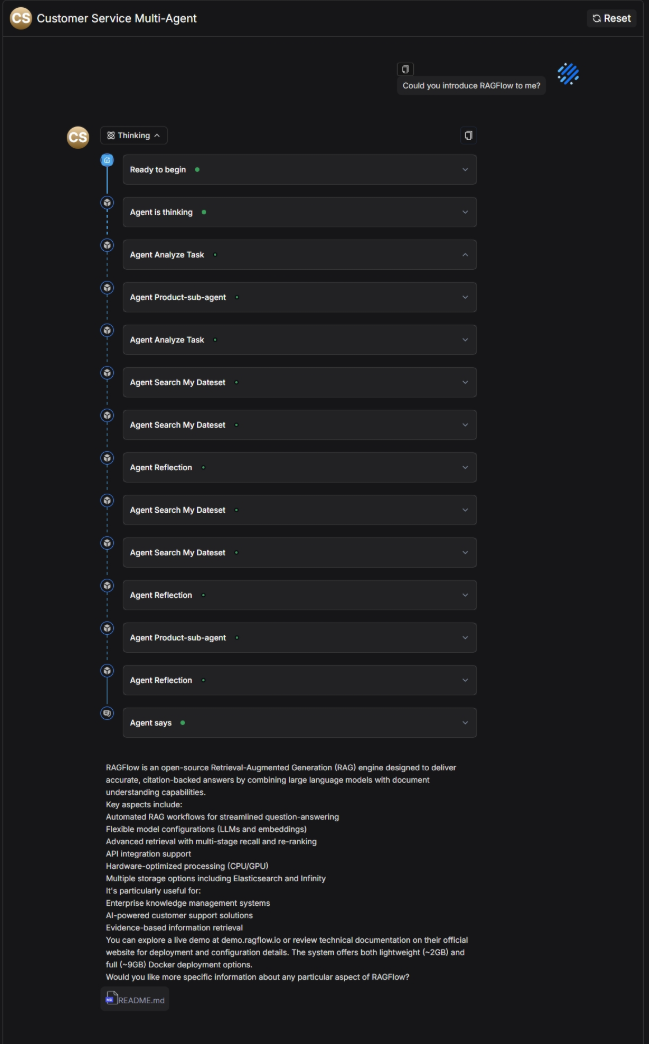 CS Customer Service Multi-Agent
Reset
Could you introduce RAGFlow to me?
CS
Thinking
Ready to begin
Agent is thinking
Agent Analyze Task
Agent Product-sub-agent
Agent Analyze Task
Agent Search My Dateset
Agent Search My Dateset
Agent Reflection
Agent Search My Dateset
Agent Search My Dateset
Agent Reflection
Agent Product-sub-agent
Agent Reflection
Agent says
RAGFlow is an open-source Retrieval-Augmented Generation (RAG) engine designed to deliver
accurate, citation-backed answers by combining large language models with document
understanding capabilities.
Key aspects include:
Automated RAG workflows for streamlined question-answering
Flexible model configurations (LLMs and embeddings)
Advanced retrieval with multi-stage recall and re-ranking
API integration support
Hardware-optimized processing (CPU/GPU)
Multiple storage options including Elasticsearch and Infinity
It's particularly useful for:
Enterprise knowledge management systems
AI-powered customer support solutions
Evidence-based information retrieval
You can explore a live demo at demo.ragflow.io or review technical documentation on their official
website for deployment and configuration details. The system offers both lightweight (~2GB) and
full (~9GB) Docker deployment options.
Would you like more specific information about any particular aspect of RAGFlow?
README.md